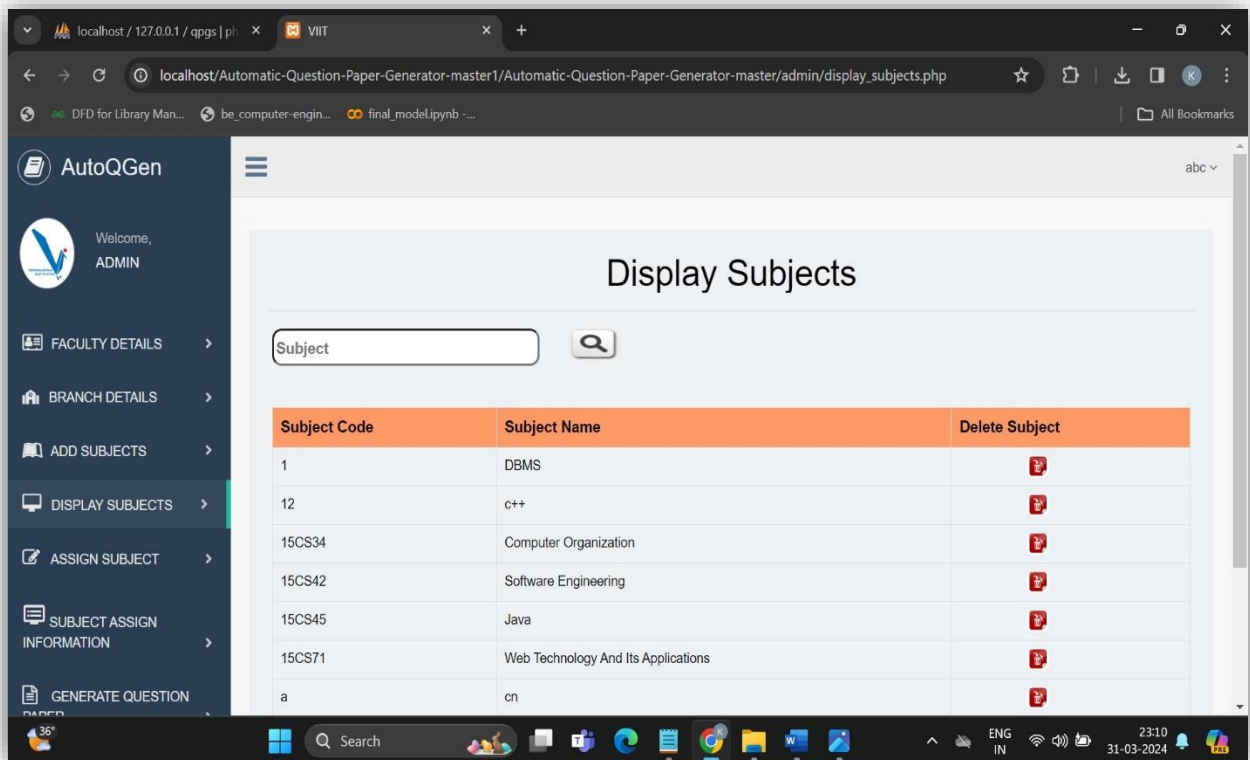 localhost / 127.0.0.1 / qpgs | ph
VIIT
localhost/Automatic-Question-Paper-Generator-master1/Automatic-Question-Paper-Generator-master/admin/display_subjects.php
K
DFD for Library Man...
be_computer-engin...
final_model.ipynb -...
All Bookmarks
AutoQGen
abc
Welcome,
ADMIN
Display Subjects
FACULTY DETAILS
BRANCH DETAILS
ADD SUBJECTS
DISPLAY SUBJECTS
ASSIGN SUBJECT
SUBJECT ASSIGN
INFORMATION
GENERATE QUESTION
PAPER
Subject
Subject Code Subject Name Delete Subject
1 DBMS
12 c++
15CS34 Computer Organization
15CS42 Software Engineering
15CS45 Java
15CS71 Web Technology And Its Applications
a cn
36°
Search
ENG
IN
23:10
31-03-2024
PRE